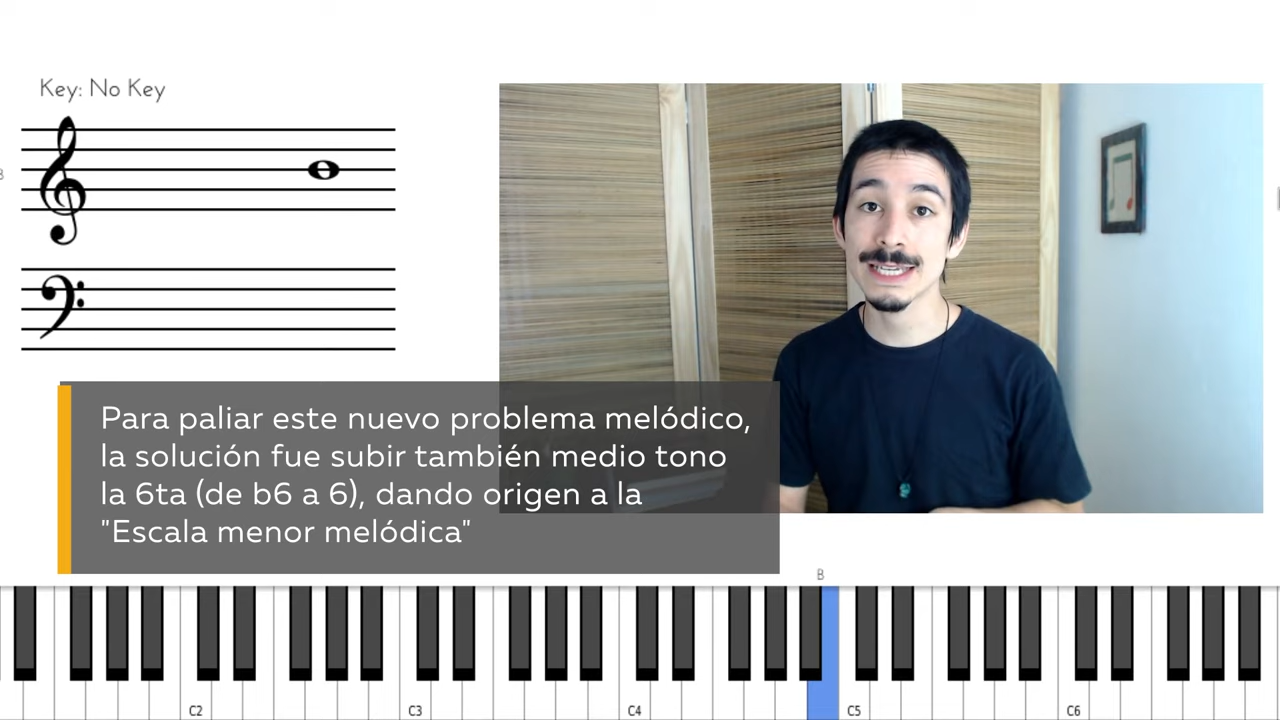 Key: No Key
B
Para paliar este nuevo problema melódico,
la solución fue subir también medio tono
la 6ta (de b6 a 6), dando origen a la
"Escala menor melódica"
B
C2 C3 C4 C5 C6